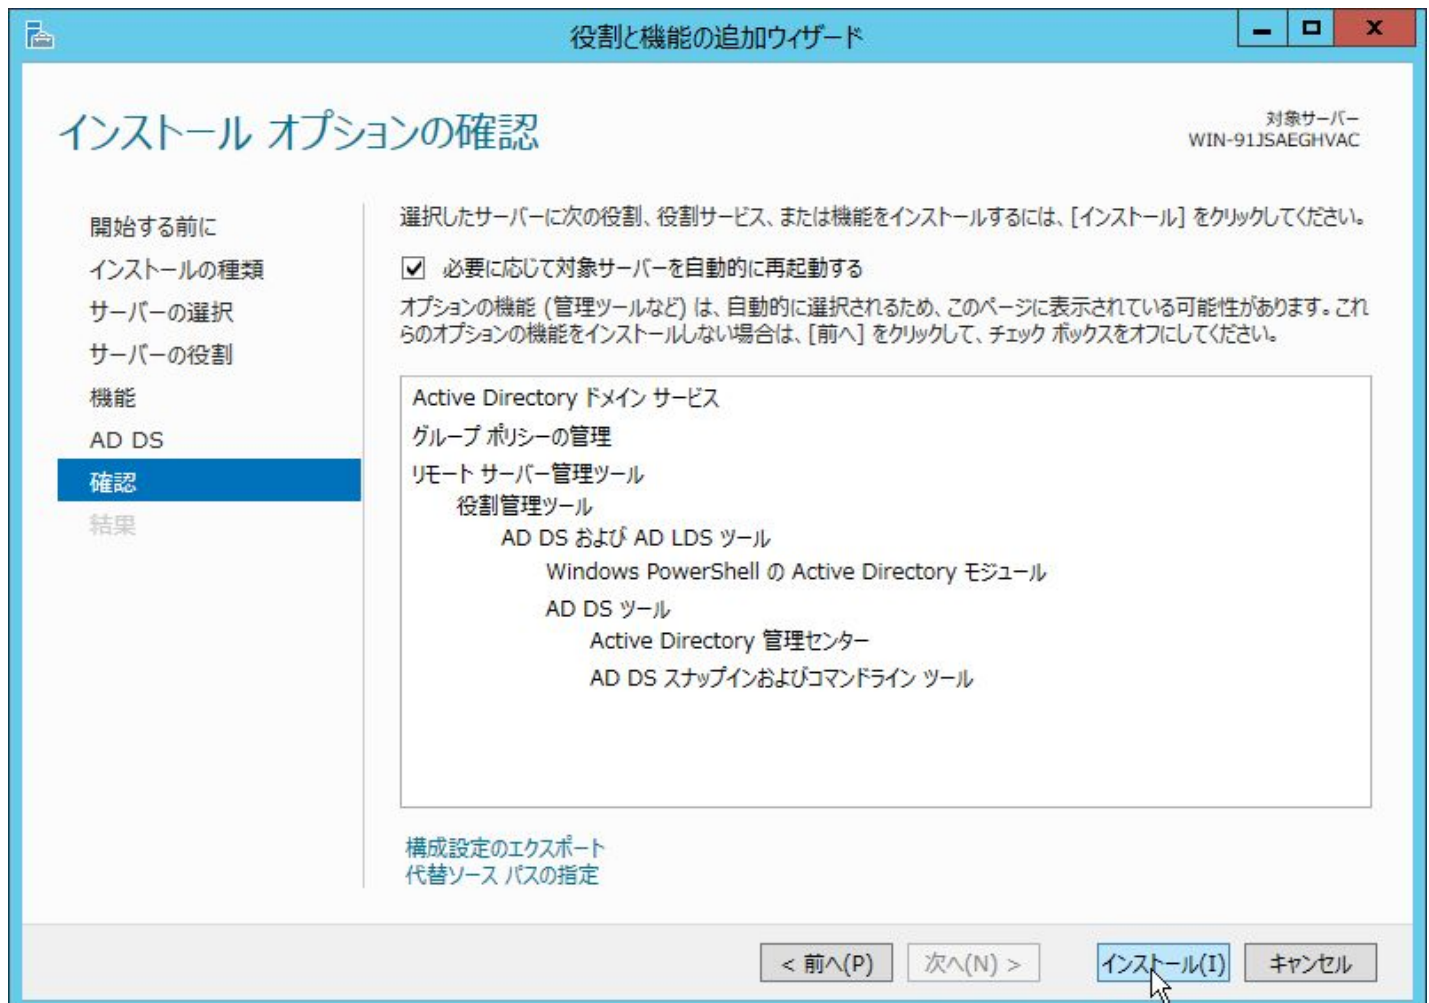 役割と機能の追加ウィザード
インストール オプションの確認
対象サーバー
WIN-91JSAEGHVAC
開始する前に
インストールの種類
サーバーの選択
サーバーの役割
機能
AD DS
確認
結果
選択したサーバーに次の役割、役割サービス、または機能をインストールするには、[インストール] をクリックしてください。
必要に応じて対象サーバーを自動的に再起動する
オプションの機能 (管理ツールなど) は、自動的に選択されるため、このページに表示されている可能性があります。これ
らのオプションの機能をインストールしない場合は、[前へ] をクリックして、チェック ボックスをオフにしてください。
Active Directory ドメイン サービス
グループ ポリシーの管理
リモート サーバー管理ツール
役割管理ツール
AD DS および AD LDS ツール
Windows PowerShell の Active Directory モジュール
AD DS ツール
Active Directory 管理センター
AD DS スナップインおよびコマンドライン ツール
構成設定のエクスポート
代替ソース パスの指定
< 前へ(P)
次へ(N) >
インストール(I)
キャンセル